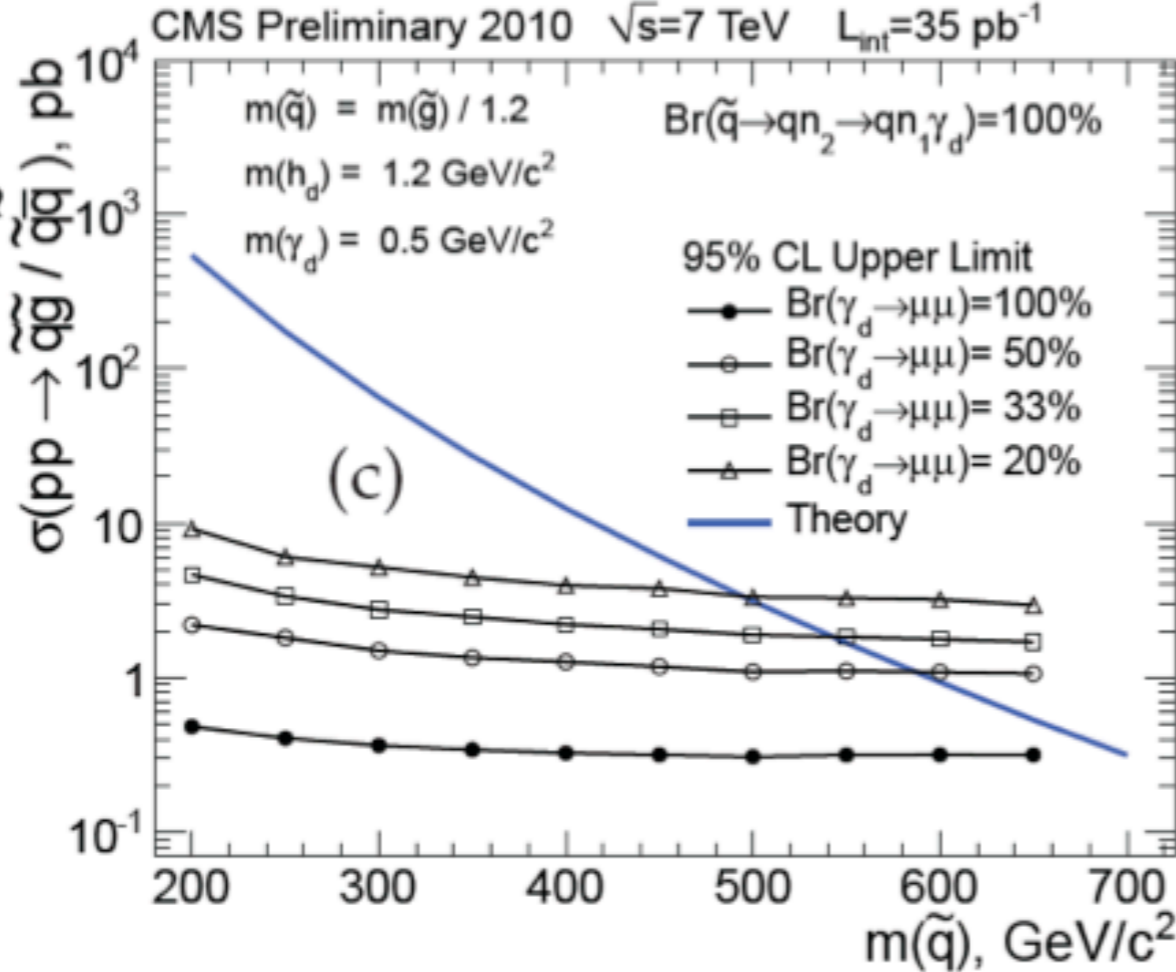 CMS Preliminary 2010 √s=7 TeV L_int=35 pb⁻¹
σ(pp → q̃g̃ / q̃q̃̄), pb
10⁴
10³
10²
10
1
10⁻¹
m(q̃) = m(g̃) / 1.2
m(h_d) = 1.2 GeV/c²
m(γ_d) = 0.5 GeV/c²
Br(q̃→qn₂→qn₁γ_d)=100%
95% CL Upper Limit
Br(γ_d→μμ)=100%
Br(γ_d→μμ)= 50%
Br(γ_d→μμ)= 33%
Br(γ_d→μμ)= 20%
Theory
(c)
200 300 400 500 600 700
m(q̃), GeV/c²